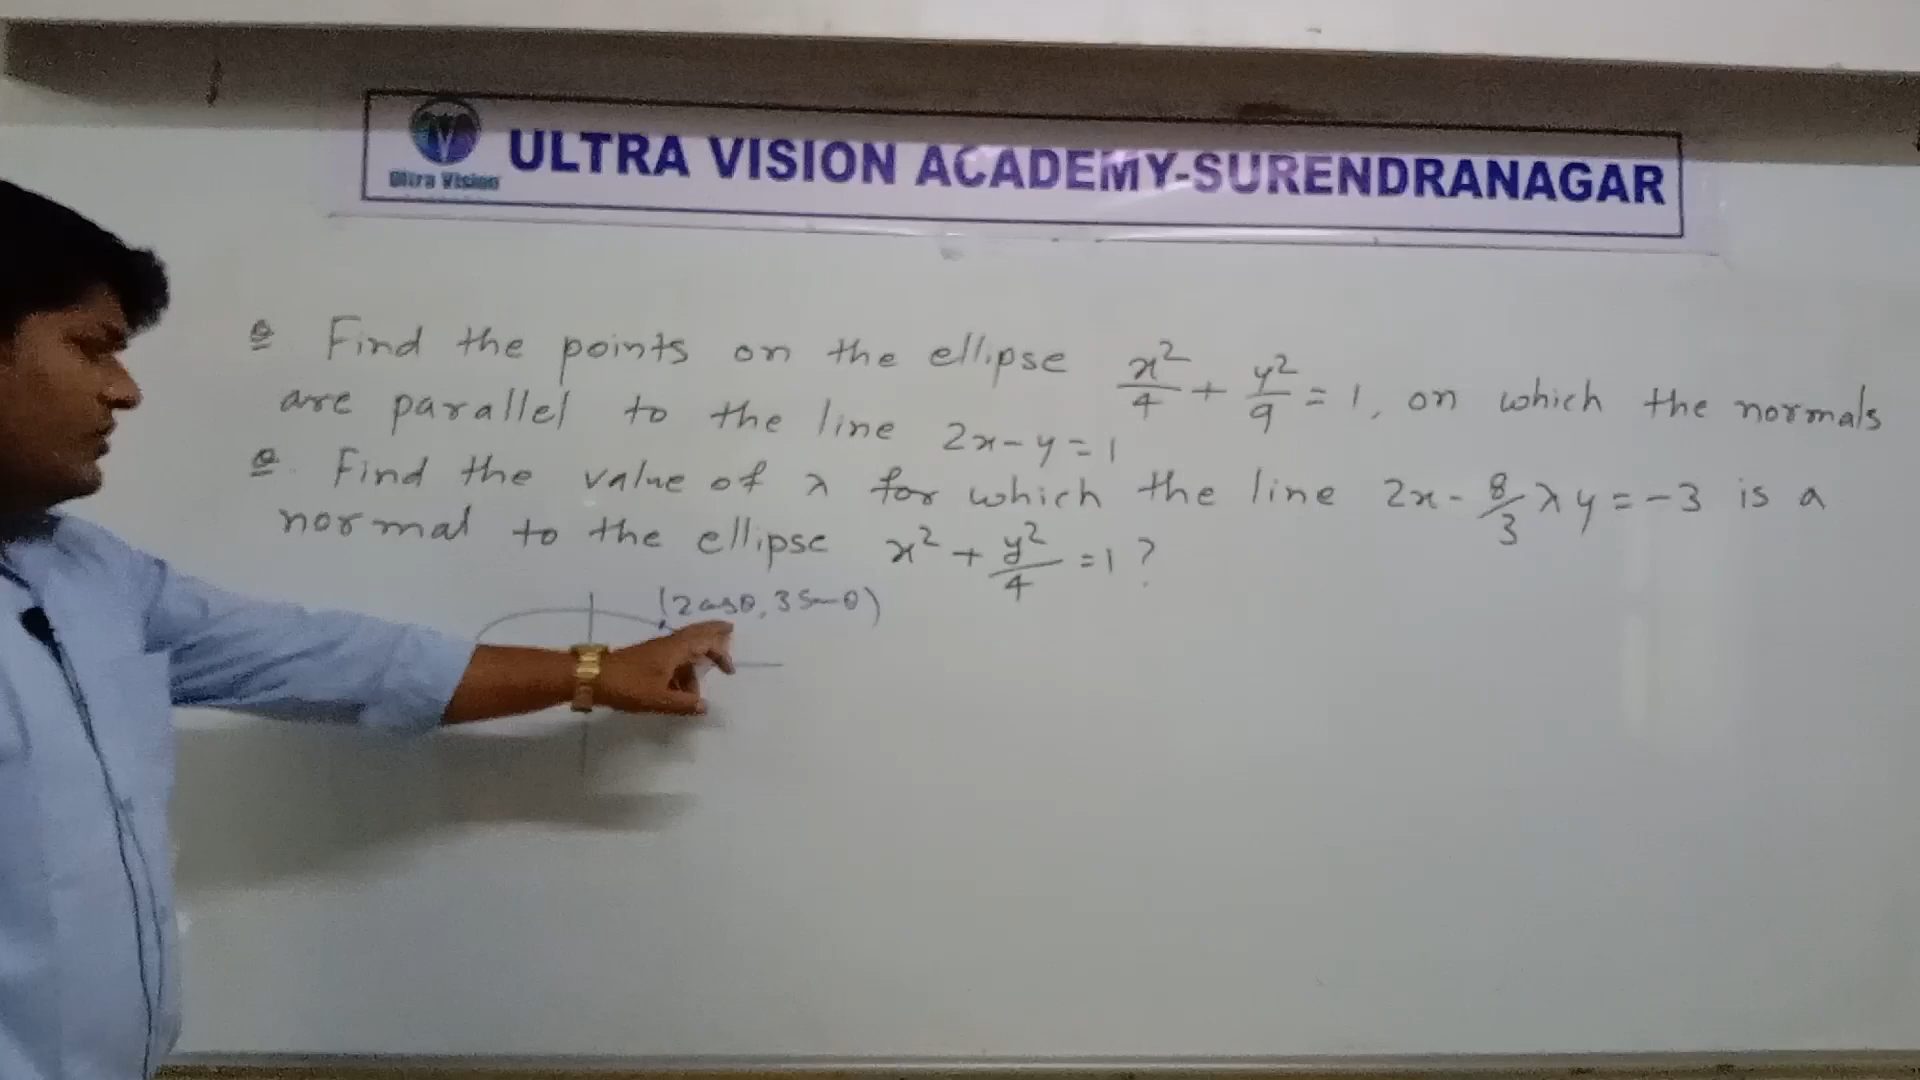 Ultra Vision
ULTRA VISION ACADEMY-SURENDRANAGAR
Q Find the points on the ellipse x²/4 + y²/9 = 1, on which the normals
are parallel to the line 2x-y=1
Q. Find the value of λ for which the line 2x - 8/3 λy = -3 is a
normal to the ellipse x² + y²/4 = 1 ?
(2cosθ, 3sinθ)